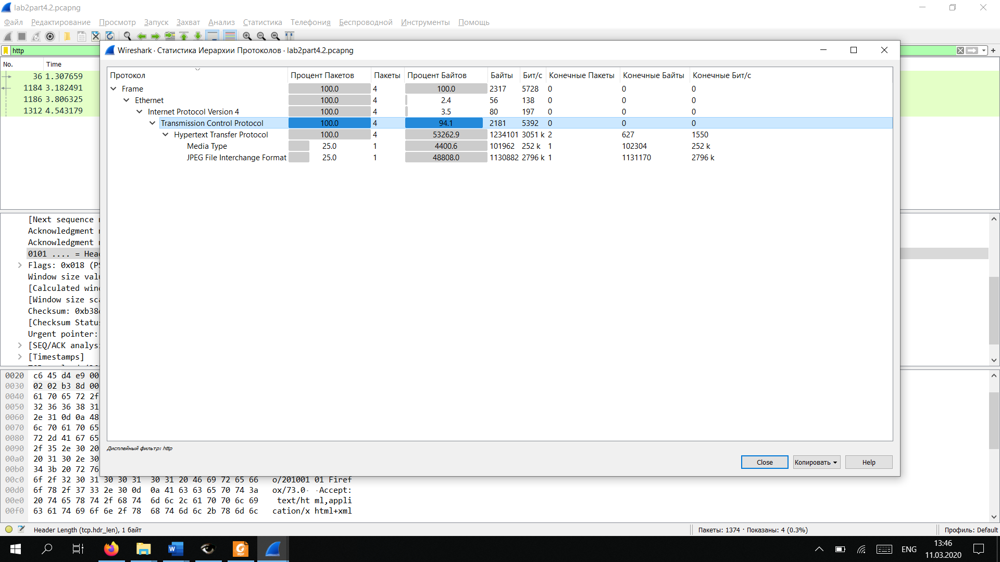 lab2part4.2.pcapng
Файл Редактирование Просмотр Запуск Захват Анализ Статистика Телефония Беспроводной Инструменты Помощь
http
Wireshark · Статистика Иерархии Протоколов · lab2part4.2.pcapng
No. Time
36 1.307659
1184 3.182491
1186 3.806325
1312 4.543179
Протокол Процент Пакетов Пакеты Процент Байтов Байты Бит/с Конечные Пакеты Конечные Байты Конечные Бит/с
Frame 100.0 4 100.0 2317 5728 0 0 0
Ethernet 100.0 4 2.4 56 138 0 0 0
Internet Protocol Version 4 100.0 4 3.5 80 197 0 0 0
Transmission Control Protocol 100.0 4 94.1 2181 5392 0 0 0
Hypertext Transfer Protocol 100.0 4 53262.9 1234101 3051 k 2 627 1550
Media Type 25.0 1 4400.6 101962 252 k 1 102304 252 k
JPEG File Interchange Format 25.0 1 48808.0 1130882 2796 k 1 1131170 2796 k
Дисплейный фильтр: http
Close Копировать Help
[Next sequence
Acknowledgment
Acknowledgment
0101 .... = Hea
Flags: 0x018 (P
Window size val
[Calculated win
[Window size sc
Checksum: 0xb38
[Checksum Statu
Urgent pointer:
[SEQ/ACK analys
[Timestamps]
0020 c6 45 d4 e9 00
0030 02 02 b3 8d 00
0040 61 70 65 72 2f
0050 32 36 36 38 31
0060 2e 31 0d 0a 48
0070 6c 70 61 70 65
0080 72 2d 41 67 65
0090 2f 35 2e 30 20
00a0 20 31 30 2e 30
00b0 34 3b 20 72 76
00c0 6f 2f 32 30 31 30 30 31 30 31 20 46 69 72 65 66 o/201001 01 Firef
00d0 6f 78 2f 37 33 2e 30 0d 0a 41 63 63 65 70 74 3a ox/73.0· ·Accept:
00e0 20 74 65 78 74 2f 68 74 6d 6c 2c 61 70 70 6c 69 text/ht ml,appli
00f0 63 61 74 69 6f 6e 2f 78 68 74 6d 6c 2b 78 6d 6c cation/x html+xml
Header Length (tcp.hdr_len), 1 байт Пакеты: 1374 · Показаны: 4 (0.3%) Профиль: Default
ENG 13:46
11.03.2020